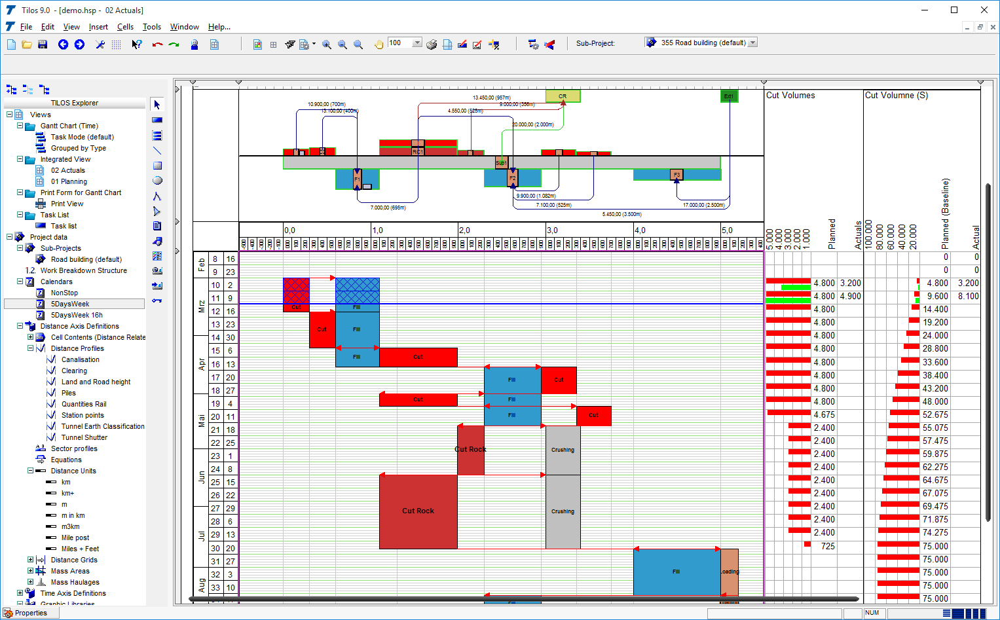 Tilos 9.0 - [demo.hsp - 02 Actuals]
File Edit View Insert Cells Tools Window Help...
100 Sub-Project: 355 Road building (default)
TILOS Explorer
Views
Gantt Chart (Time)
Task Mode (default)
Grouped by Type
Integrated View
02 Actuals
01 Planning
Print Form for Gantt Chart
Print View
Task List
Task list
Project data
Sub-Projects
Road building (default)
1.2. Work Breakdown Structure
Calendars
NonStop
5DaysWeek
5DaysWeek 16h
Distance Axis Definitions
Cell Contents (Distance Relate
Distance Profiles
Canalisation
Clearing
Land and Road height
Piles
Quantities Rail
Station points
Tunnel Earth Classification
Tunnel Shutter
Sector profiles
Equations
Distance Units
km
km+
m
m in km
m3km
Mile post
Miles + Feet
Distance Grids
Mass Areas
Mass Haulages
Time Axis Definitions
Graphic Libraries
Properties
NUM
10.900,00 (700m)
13.100,00 (400m)
13.450,00 (957m)
9.000,00 (356m)
4.550,00 (525m)
20.000,00 (2.000m)
CR
Ext1
RC1
Sub1
F1
F2
F3
9.900,00 (1.082m)
7.000,00 (695m)
7.100,00 (525m)
17.000,00 (2.500m)
5.450,00 (3.500m)
0,0 1,0 2,0 3,0 4,0 5,0
Feb
8 16
9 23
Mrz
10 2
11 9
12 16
13 23
14 30
Apr
15 6
16 13
17 20
18 27
Mai
19 4
20 11
21 18
22 25
Jun
23 1
24 8
25 15
26 22
27 29
Jul
28 6
29 13
30 20
31 27
Aug
32 3
33 10
Cut Fill
Cut Fill
Fill Cut
Fill Cut
Cut Fill
Fill Cut
Cut Rock Crushing
Cut Rock Crushing
Fill Loading
Cut Volumes
5.000 4.000 3.000 2.000 1.000 Planned Actuals
4.800 3.200
4.800 4.900
4.800
4.800
4.800
4.800
4.800
4.800
4.800
4.800
4.675
2.400
2.400
2.400
2.400
2.400
2.400
2.400
2.400
2.400
725
Cut Volumne (S)
100.000 80.000 60.000 40.000 20.000 Planned (Baseline) Actual
0 0
0 0
4.800 3.200
9.600 8.100
14.400
19.200
24.000
28.800
33.600
38.400
43.200
48.000
52.675
55.075
57.475
59.875
62.275
64.675
67.075
69.475
71.875
74.275
75.000
75.000
75.000
75.000
75.000